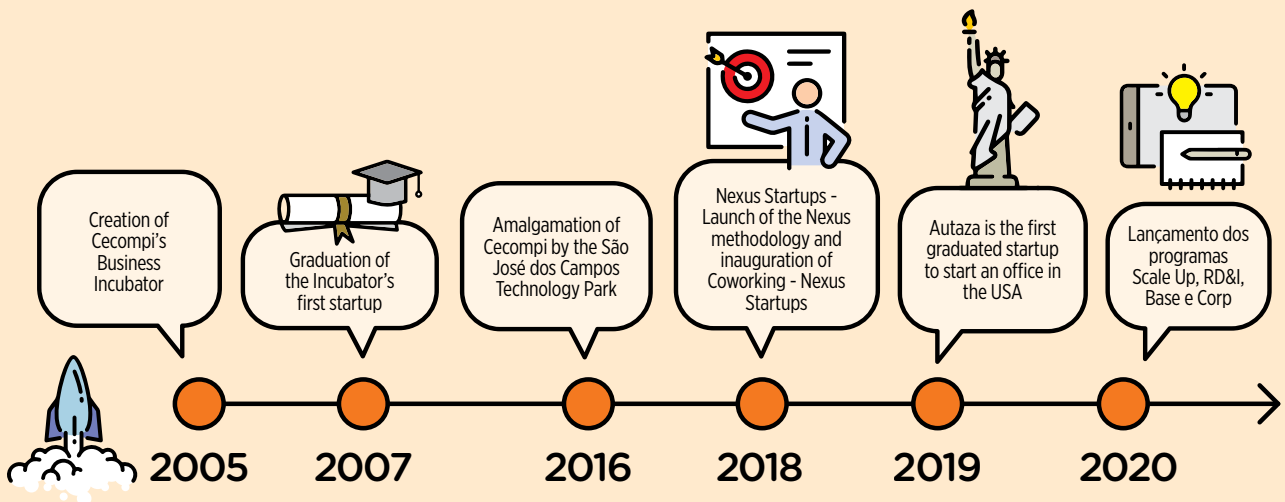 Creation of
Cecompi's
Business
Incubator
Graduation of
the Incubator's
first startup
Amalgamation of
Cecompi by the São
José dos Campos
Technology Park
Nexus Startups -
Launch of the Nexus
methodology and
inauguration of
Coworking - Nexus
Startups
Autaza is the first
graduated startup
to start an office in
the USA
Lançamento dos
programas
Scale Up, RD&I,
Base e Corp
2005
2007
2016
2018
2019
2020